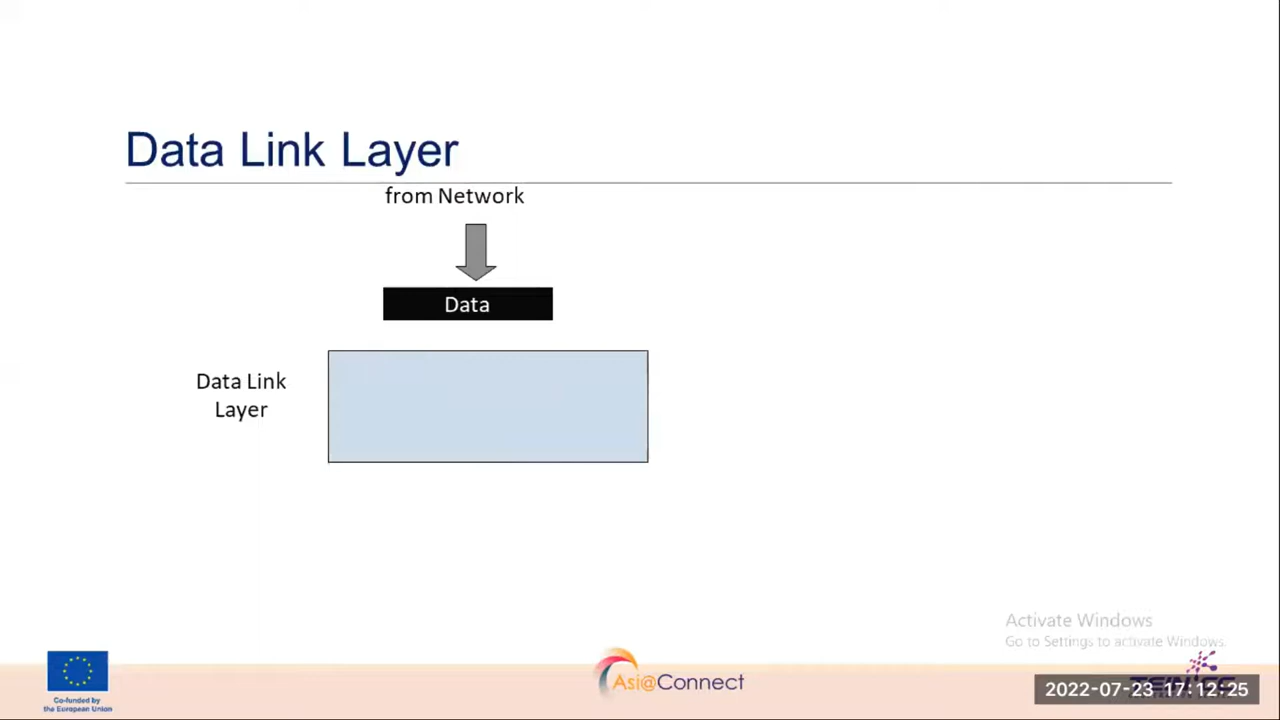 Data Link Layer
from Network
Data
Data Link
Layer
Activate Windows
Go to Settings to activate Windows.
Co-funded by
the European Union
Asi@Connect
2022-07-23 17:12:25